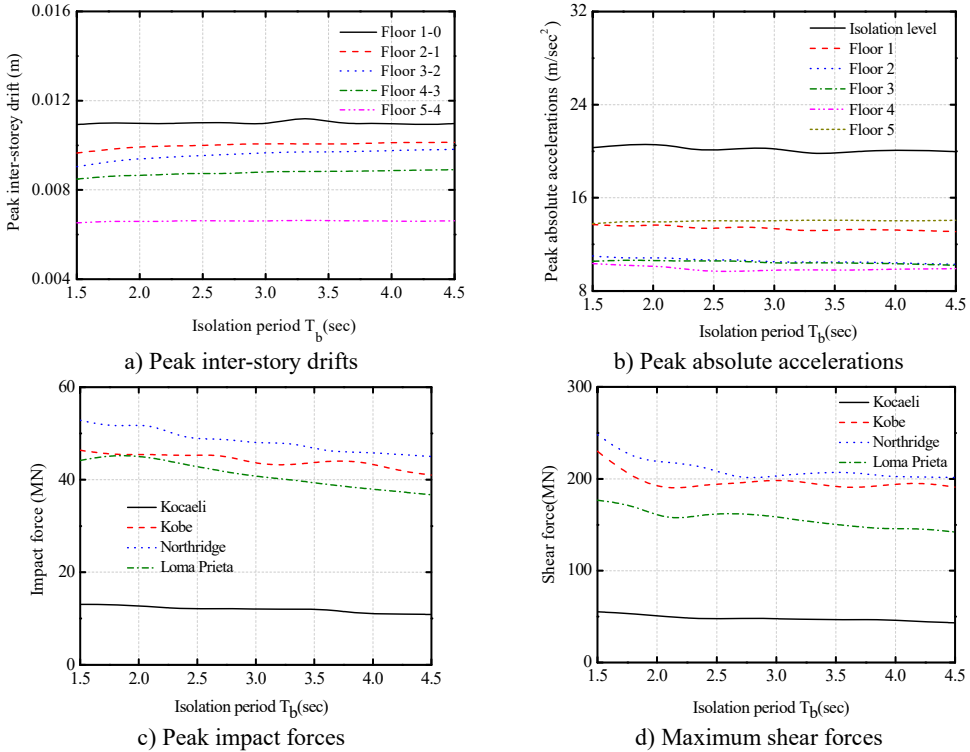 Peak inter-storey drift (m)
0.016
0.012
0.008
0.004
Floor 1-0
Floor 2-1
Floor 3-2
Floor 4-3
Floor 5-4
1.5 2.0 2.5 3.0 3.5 4.0 4.5
Isolation period T_b(sec)
a) Peak inter-story drifts
Peak absolute accelerations (m/sec²)
32
24
16
8
Isolation level
Floor 1
Floor 2
Floor 3
Floor 4
Floor 5
1.5 2.0 2.5 3.0 3.5 4.0 4.5
Isolation period T_b(sec)
b) Peak absolute accelerations
Impact force (MN)
60
40
20
0
Kocaeli
Kobe
Northridge
Loma Prieta
1.5 2.0 2.5 3.0 3.5 4.0 4.5
Isolation period T_b(sec)
c) Peak impact forces
Shear force(MN)
300
200
100
50
0
Kocaeli
Kobe
Northridge
Loma Prieta
1.5 2.0 2.5 3.0 3.5 4.0 4.5
Isolation period T_b(sec)
d) Maximum shear forces